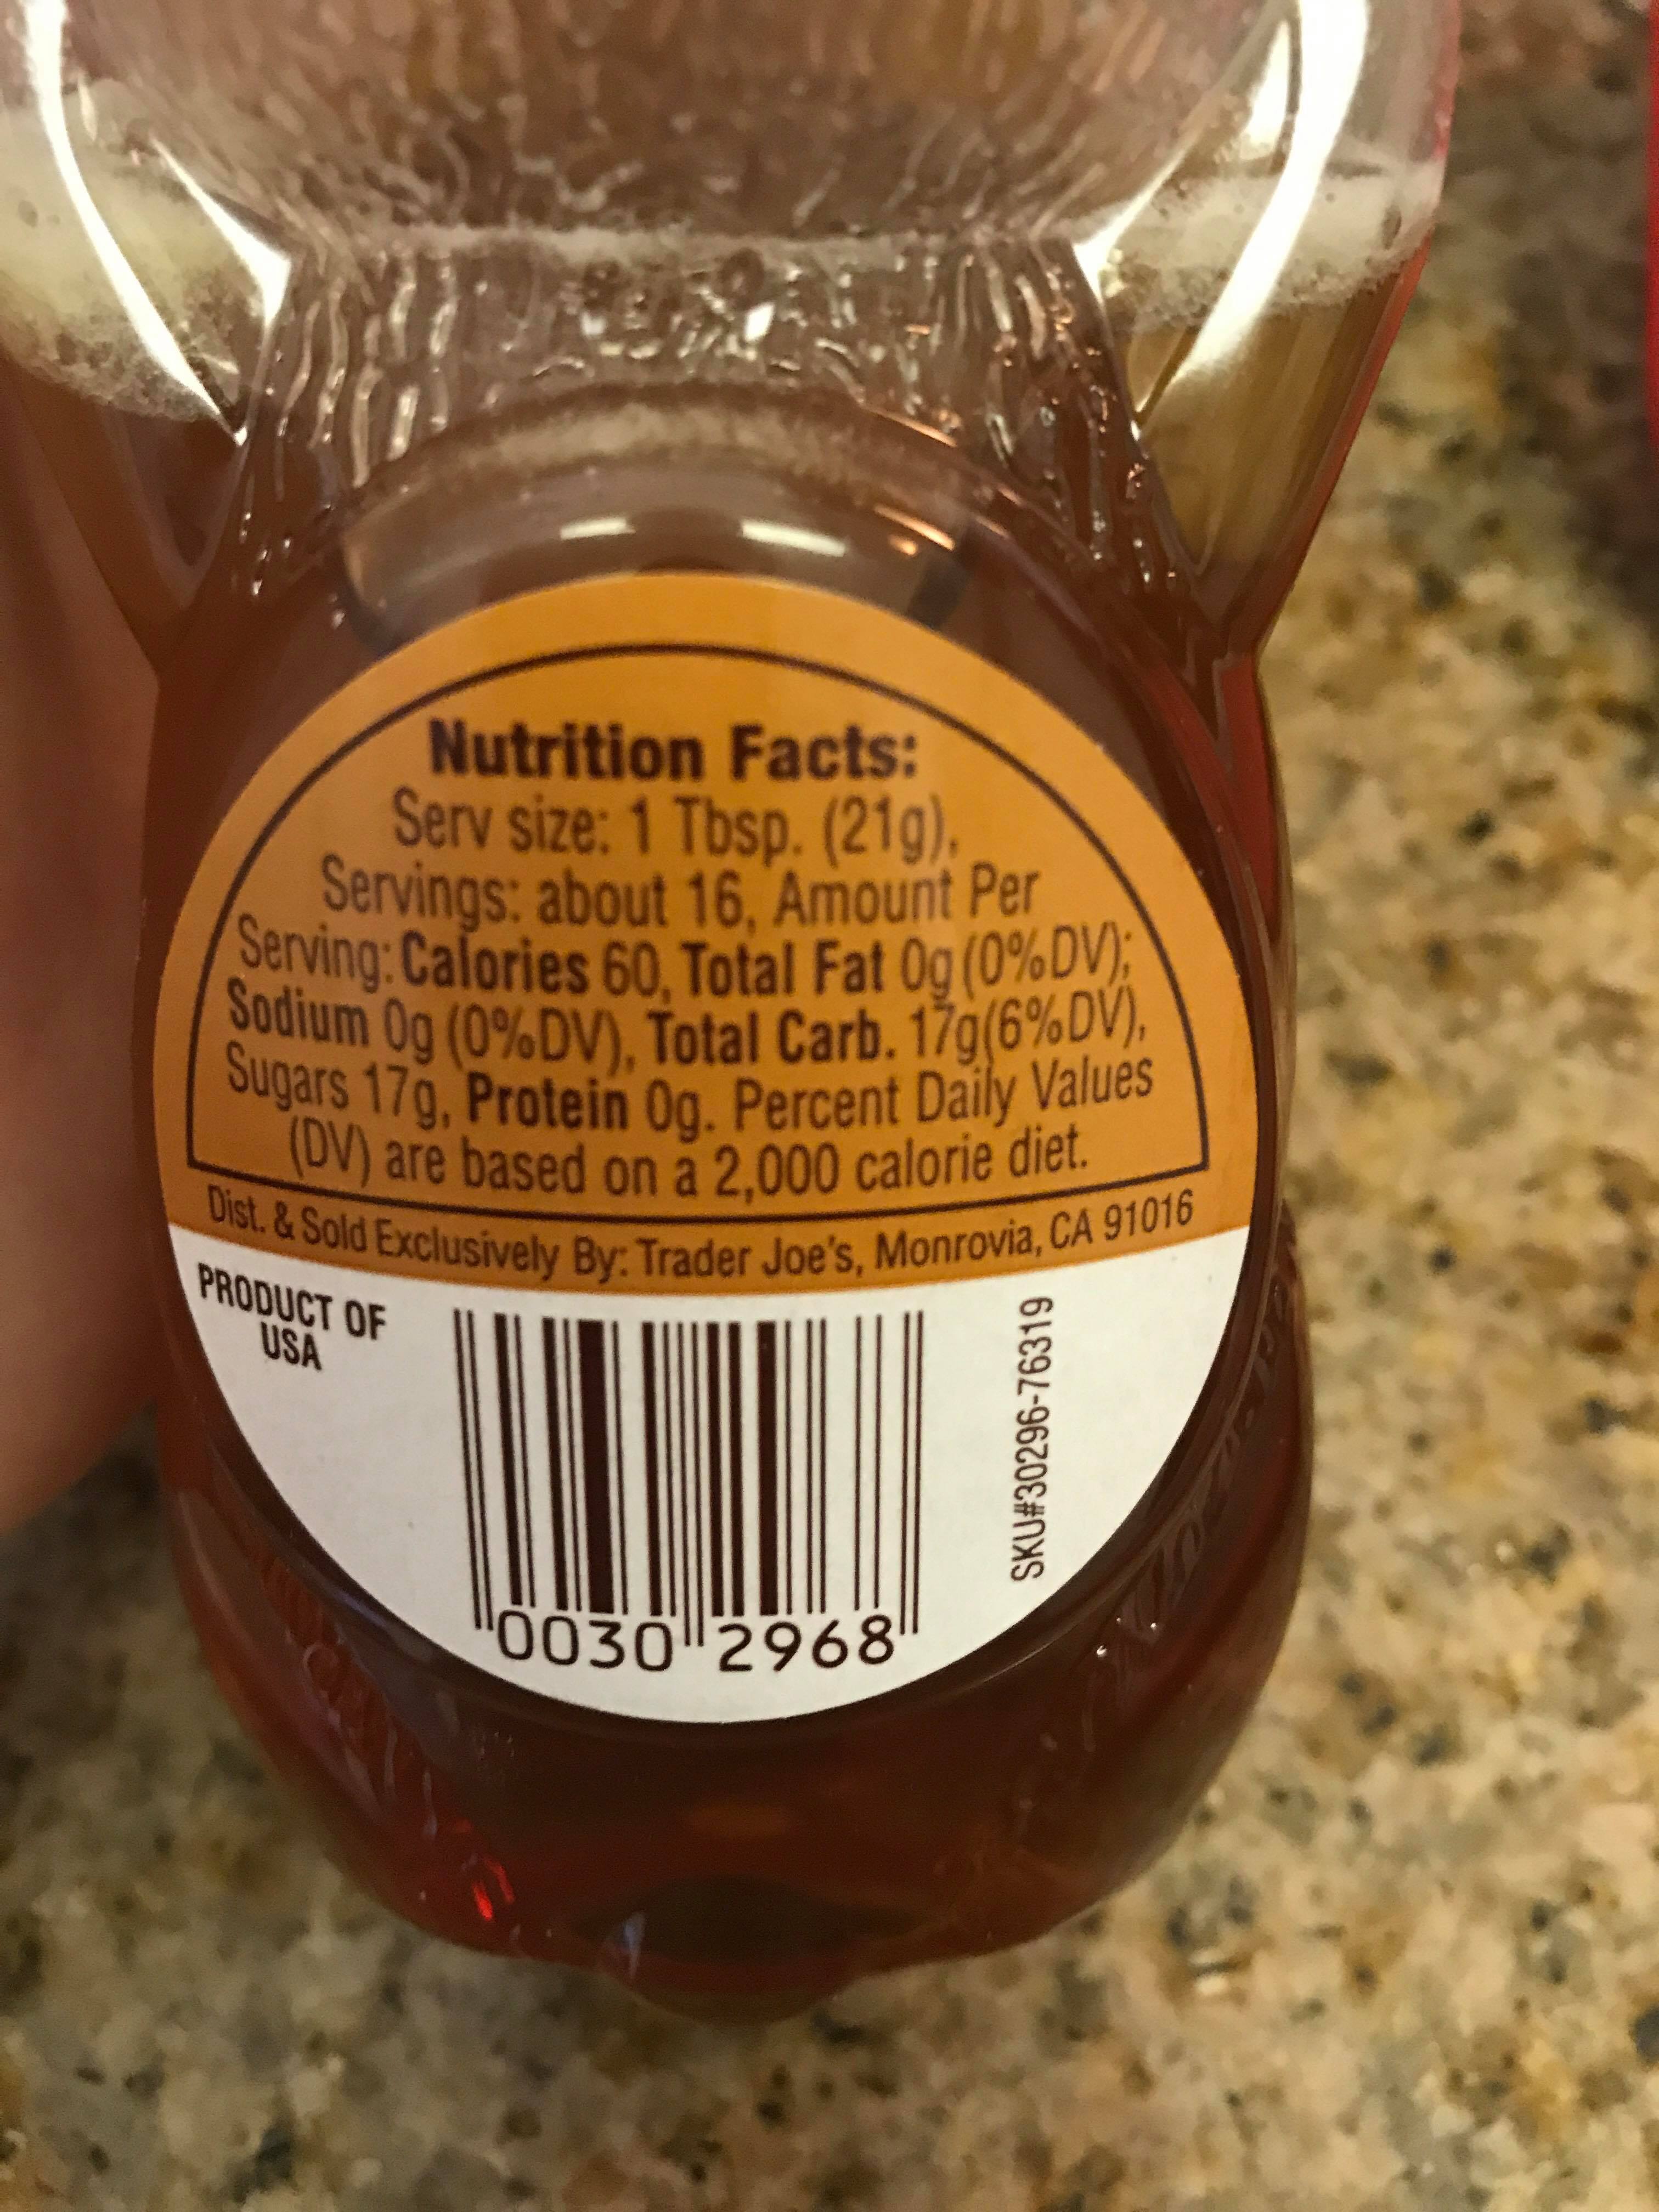 Nutrition Facts:
Serv size: 1 Tbsp. (21g),
Servings: about 16, Amount Per
Serving: Calories 60, Total Fat 0g (0%DV);
Sodium 0g (0%DV), Total Carb. 17g(6%DV),
Sugars 17g, Protein 0g. Percent Daily Values
(DV) are based on a 2,000 calorie diet.
Dist. & Sold Exclusively By: Trader Joe's, Monrovia, CA 91016
PRODUCT OF
USA
SKU#30296-76319
0030 2968